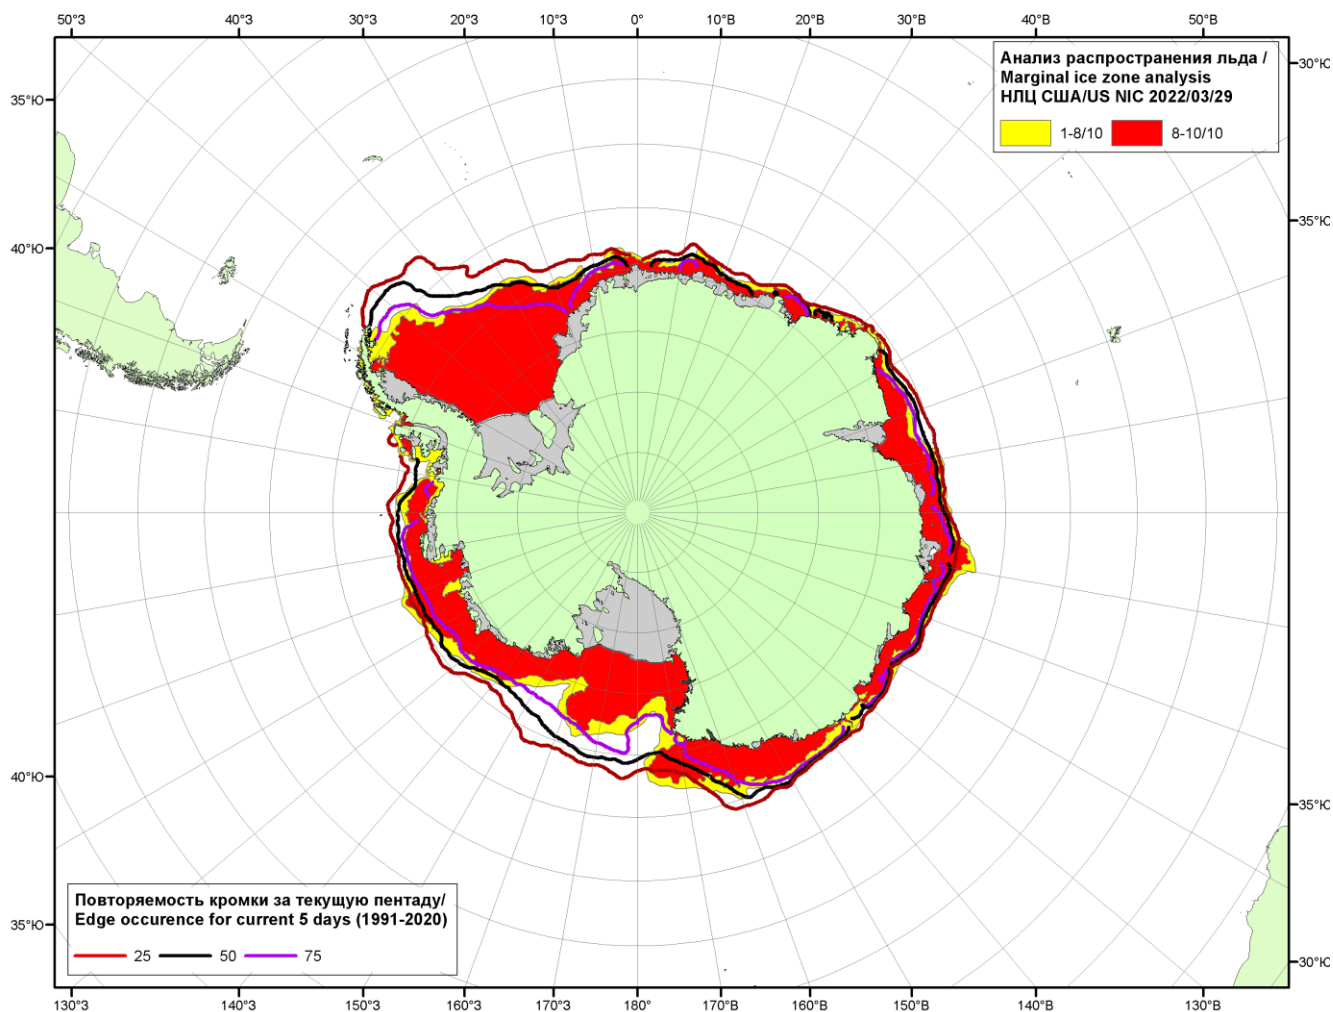 50°З 40°З 30°З 20°З 10°З 0° 10°В 20°В 30°В 40°В 50°В
Анализ распространения льда /
Marginal ice zone analysis
НЛЦ США/US NIC 2022/03/29
1-8/10 8-10/10
30°Ю
35°Ю
35°Ю
40°Ю
40°Ю
35°Ю
35°Ю
30°Ю
Повторяемость кромки за текущую пентаду/
Edge occurence for current 5 days (1991-2020)
25 50 75
130°З 140°З 150°З 160°З 170°З 180° 170°В 160°В 150°В 140°В 130°В